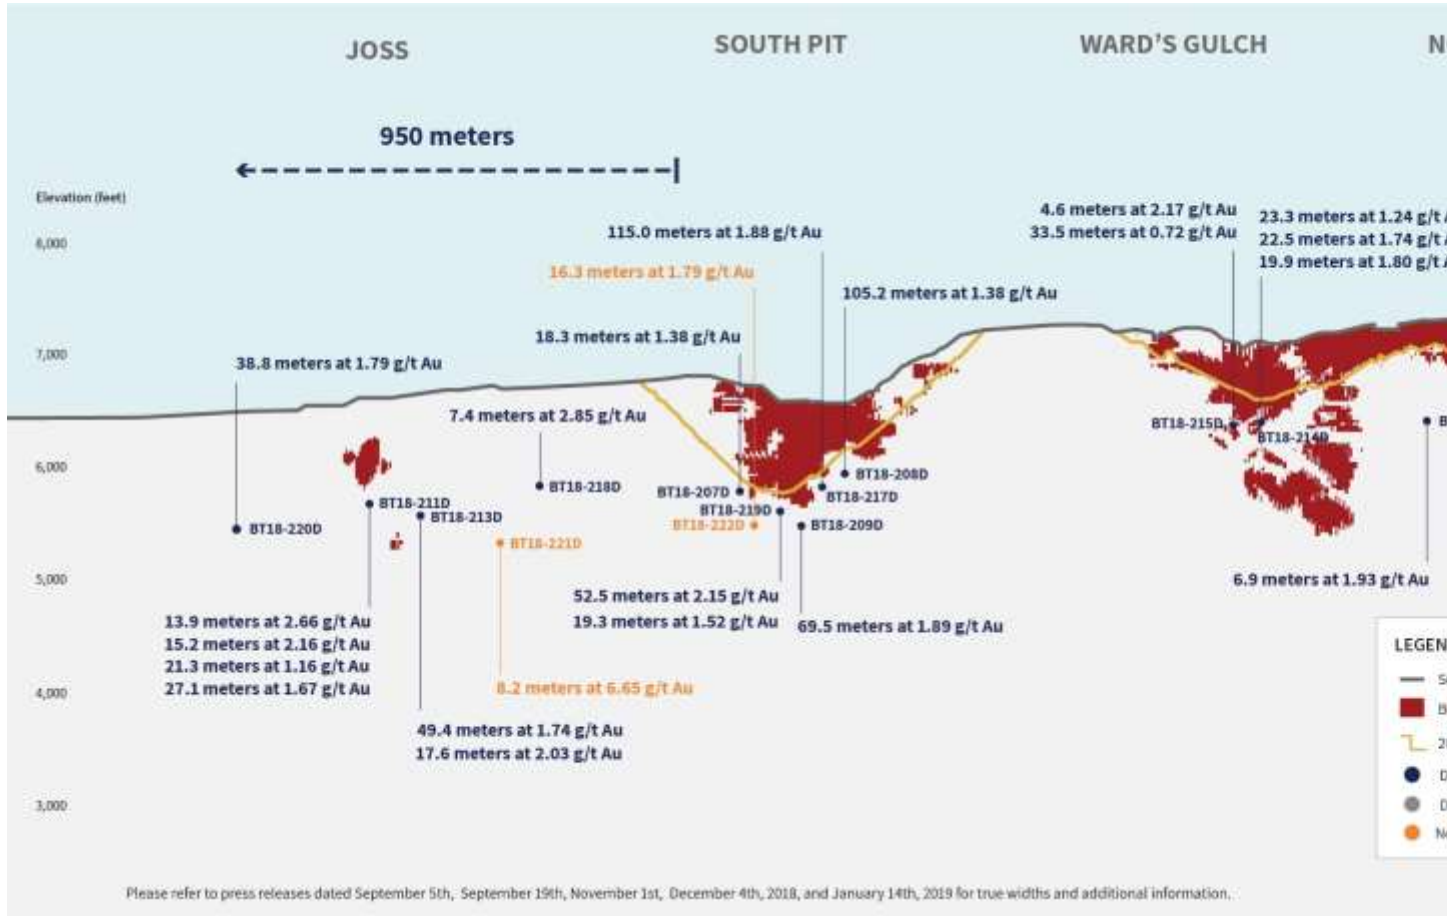 JOSS
SOUTH PIT
WARD'S GULCH
N
950 meters
Elevation (feet)
8,000
7,000
6,000
5,000
4,000
3,000
4.6 meters at 2.17 g/t Au
33.5 meters at 0.72 g/t Au
23.3 meters at 1.24 g/t
22.5 meters at 1.74 g/t
19.9 meters at 1.80 g/t
115.0 meters at 1.88 g/t Au
16.3 meters at 1.79 g/t Au
105.2 meters at 1.38 g/t Au
18.3 meters at 1.38 g/t Au
38.8 meters at 1.79 g/t Au
7.4 meters at 2.85 g/t Au
BT18-215D
BT18-214D
BT18-208D
BT18-218D
BT18-207D
BT18-217D
BT18-211D
BT18-219D
BT18-213D
BT18-222D
BT18-209D
BT18-220D
BT18-221D
6.9 meters at 1.93 g/t Au
52.5 meters at 2.15 g/t Au
19.3 meters at 1.52 g/t Au
69.5 meters at 1.89 g/t Au
13.9 meters at 2.66 g/t Au
15.2 meters at 2.16 g/t Au
21.3 meters at 1.16 g/t Au
27.1 meters at 1.67 g/t Au
8.2 meters at 6.65 g/t Au
49.4 meters at 1.74 g/t Au
17.6 meters at 2.03 g/t Au
LEGEN
Please refer to press releases dated September 5th, September 19th, November 1st, December 4th, 2018, and January 14th, 2019 for true widths and additional information.